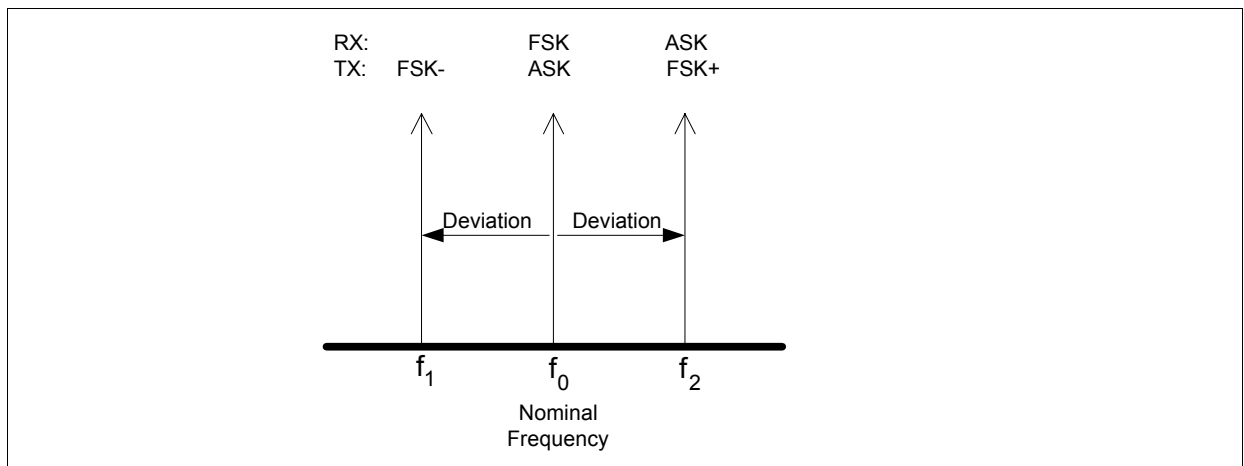 RX: FSK ASK
TX: FSK- ASK FSK+
Deviation Deviation
f1 f0 f2
Nominal
Frequency